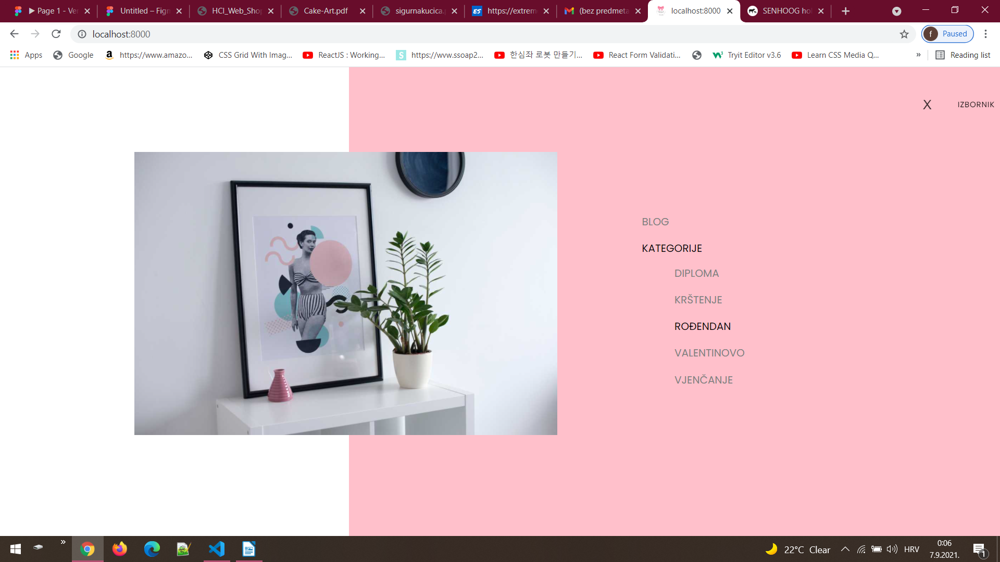 Page 1 - Ver
Untitled – Figm
HCI_Web_Shop
Cake-Art.pdf
sigurnakucica.
https://extrem
(bez predmeta
localhost:8000
SENHOOG hol
localhost:8000
f Paused
Apps
Google
https://www.amazo...
CSS Grid With Imag...
ReactJS : Working...
https://wvw.ssoap2...
한심좌 로봇 만들기...
React Form Validati...
Tryit Editor v3.6
Learn CSS Media Q...
»
Reading list
X
IZBORNIK
BLOG
KATEGORIJE
DIPLOMA
KRŠTENJE
ROĐENDAN
VALENTINOVO
VJENČANJE
»
22°C Clear
HRV
0:06
7.9.2021.
1